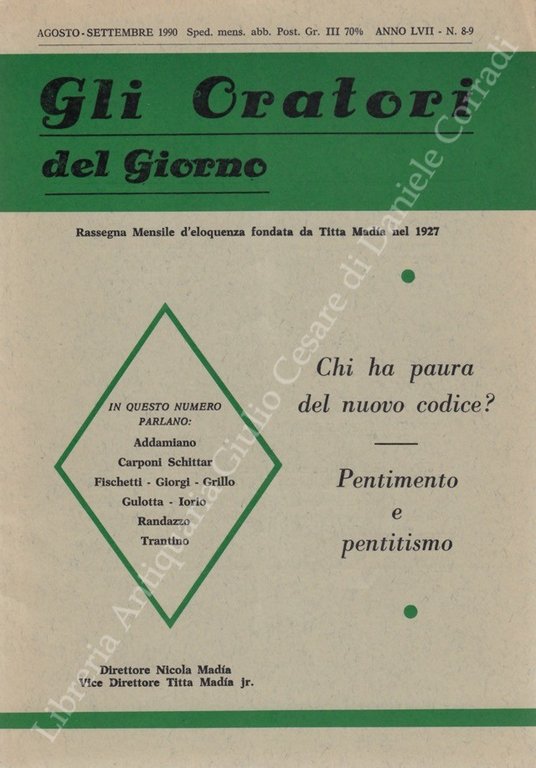 AGOSTO - SETTEMBRE 1990 Sped. mens. abb. Post. Gr. III 70% ANNO LVII - N. 8-9
Gli Oratori
del Giorno
Rassegna Mensile d'eloquenza fondata da Titta Madía nel 1927
Chi ha paura
del nuovo codice?
Pentimento
e
pentitismo
IN QUESTO NUMERO
PARLANO:
Addamiano
Carponi Schittar
Fischetti - Giorgi - Grillo
Gulotta - Iorio
Randazzo
Trantino
Direttore Nicola Madía
Vice Direttore Titta Madía jr.
Libreria Antiquaria Giulio Cesare di Daniele Corradi